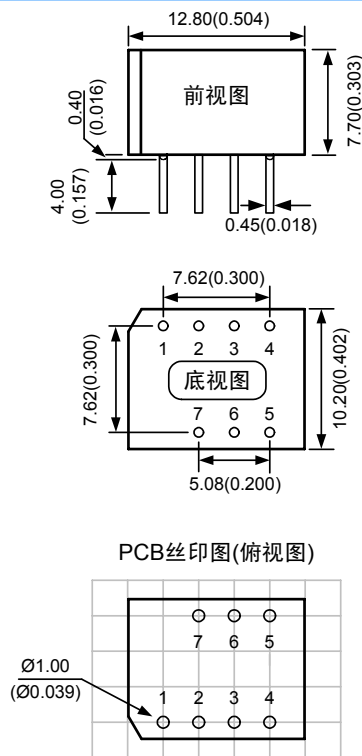 12.80(0.504)
前视图
7.70(0.303)
0.40
(0.016)
4.00
(0.157)
0.45(0.018)
7.62(0.300)
1 2 3 4
底视图
7.62(0.300)
10.20(0.402)
7 6 5
5.08(0.200)
PCB丝印图(俯视图)
7 6 5
Ø1.00
(Ø0.039)
1 2 3 4